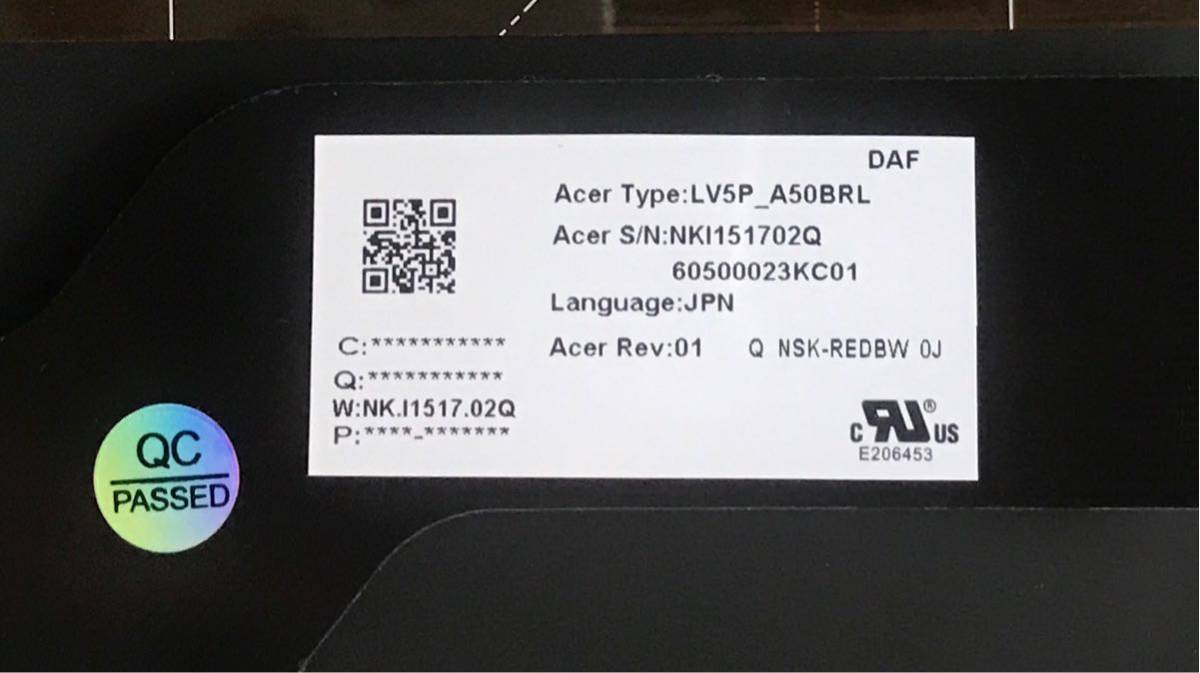 DAF
Acer Type:LV5P_A50BRL
Acer S/N:NKI151702Q
60500023KC01
Language:JPN
Acer Rev:01 Q NSK-REDBW 0J
C:***********
Q:***********
W:NK.I1517.02Q
P:****-*******
c RU® US
E206453
QC
PASSED